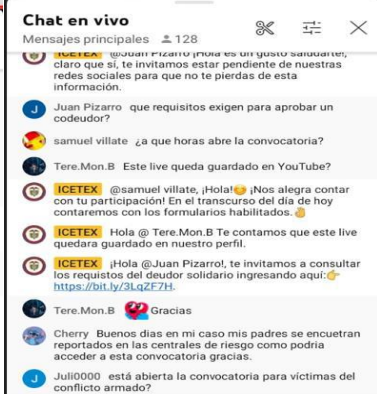 Chat en vivo
Mensajes principales 128
ICETEX @Juan Pizarro ¡Hola es un gusto saludarte!,
claro que sí, te invitamos estar pendiente de nuestras
redes sociales para que no te pierdas de esta
información.
J Juan Pizarro que requisitos exigen para aprobar un
codeudor?
samuel villate ¿a que horas abre la convocatoria?
Tere.Mon.B Este live queda guardado en YouTube?
ICETEX @samuel villate, ¡Hola!😊 ¡Nos alegra contar
con tu participación! En el transcurso del día de hoy
contaremos con los formularios habilitados.👌
ICETEX Hola @ Tere.Mon.B Te contamos que este live
quedara guardado en nuestro perfil.
ICETEX ¡Hola @Juan Pizarro!, te invitamos a consultar
los requistos del deudor solidario ingresando aquí:👉
https://bit.ly/3LqZF7H.
Tere.Mon.B Gracias
Cherry Buenos dias en mi caso mis padres se encuetran
reportados en las centrales de riesgo como podria
acceder a esta convocatoria gracias.
J Juli0000 está abierta la convocatoria para víctimas del
conflicto armado?